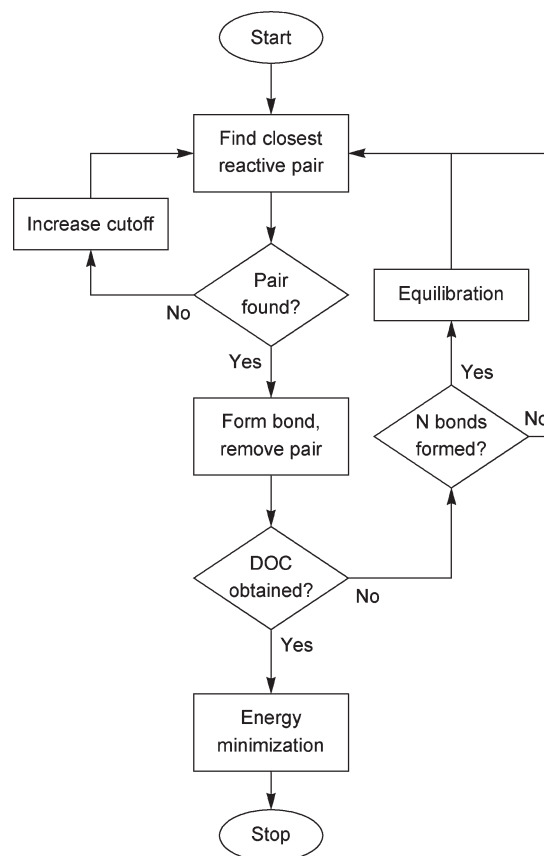 Start
Find closest
reactive pair
Increase cutoff
Pair
found?
No
Yes
Equilibration
Yes
Form bond,
remove pair
N bonds
formed?
No
DOC
obtained?
No
Yes
Energy
minimization
Stop